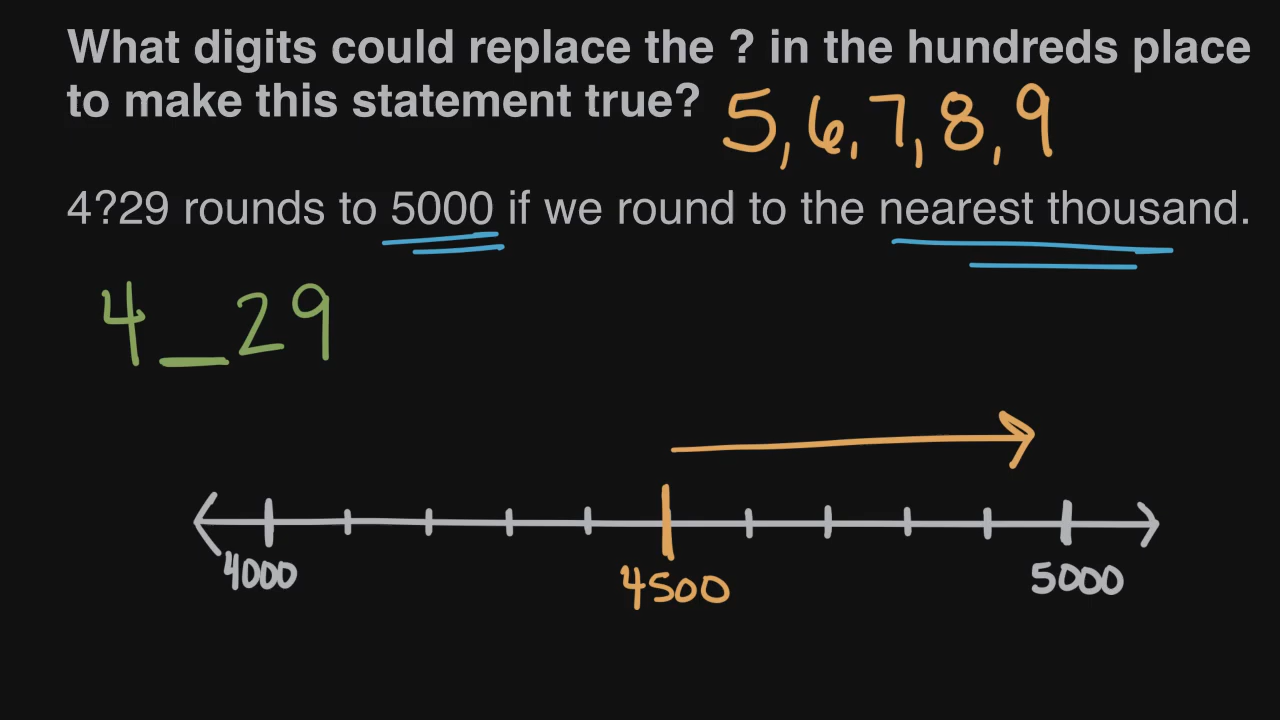 What digits could replace the ? in the hundreds place
to make this statement true? 5, 6, 7, 8, 9
4?29 rounds to 5000 if we round to the nearest thousand.
4_29
4000 4500 5000